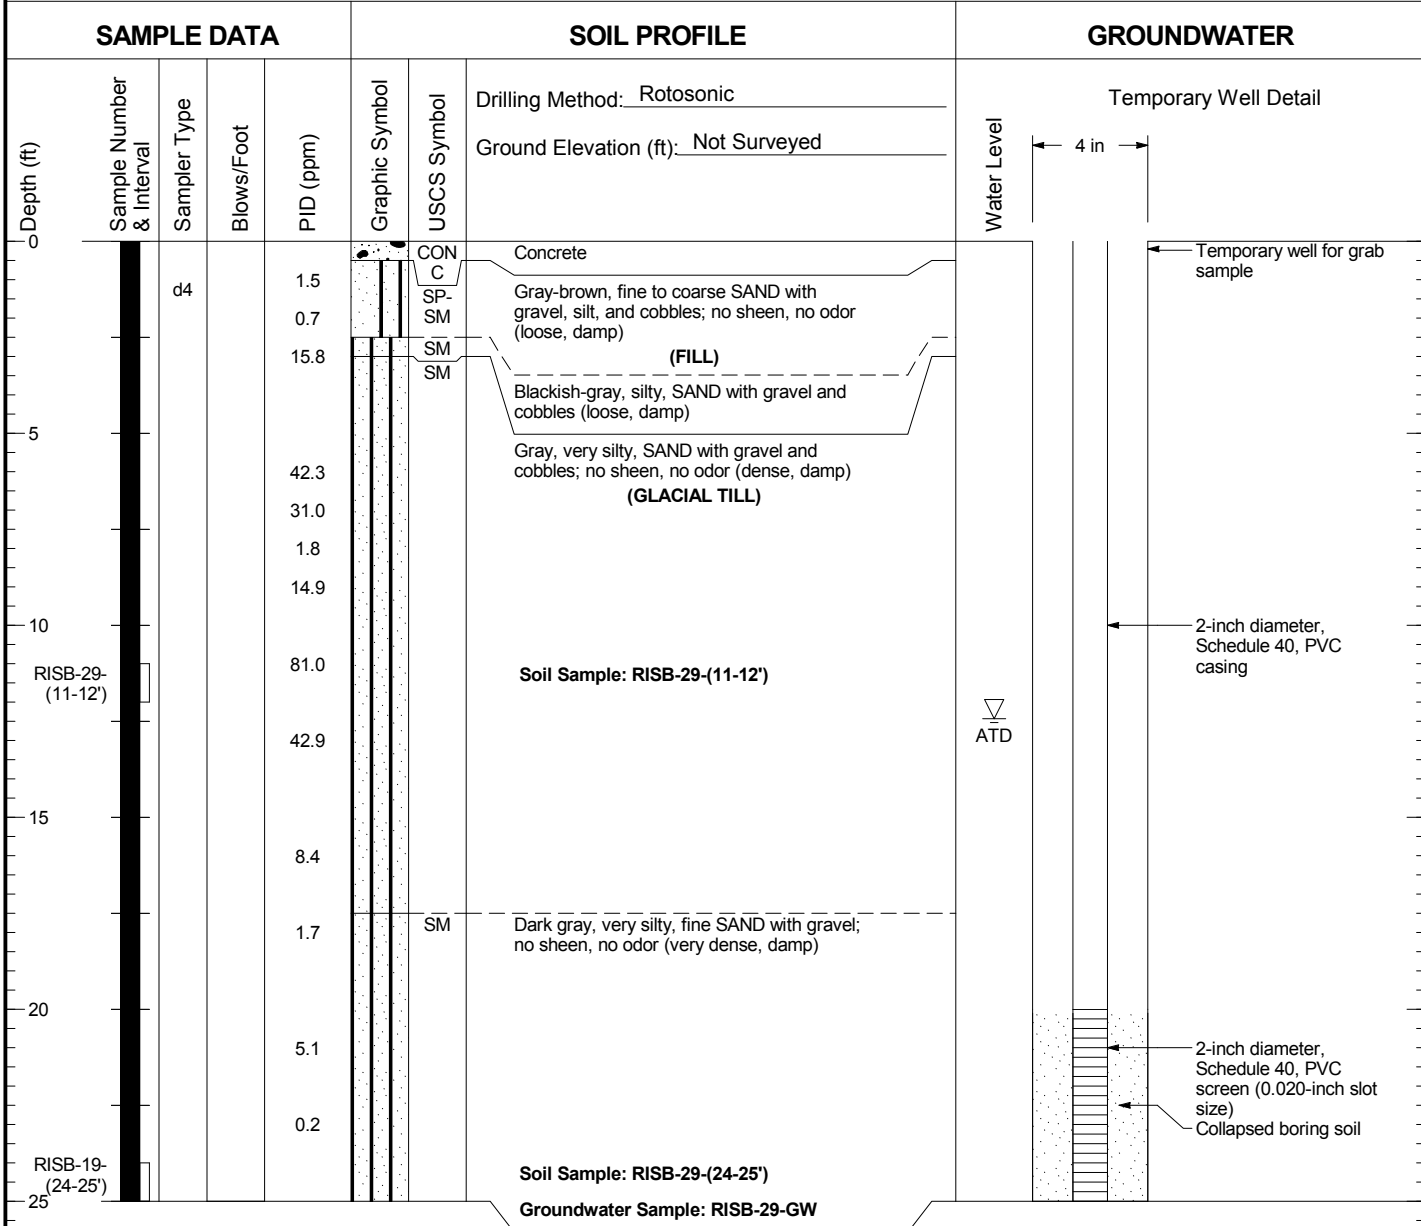 SAMPLE DATA
SOIL PROFILE
GROUNDWATER
Depth (ft)
Sample Number
& Interval
Sampler Type
Blows/Foot
PID (ppm)
Graphic Symbol
USCS Symbol
Drilling Method: Rotosonic
Ground Elevation (ft): Not Surveyed
Water Level
Temporary Well Detail
4 in
0
CON
C
Concrete
Temporary well for grab
sample
d4
1.5
0.7
SP-
SM
Gray-brown, fine to coarse SAND with
gravel, silt, and cobbles; no sheen, no odor
(loose, damp)
(FILL)
15.8
SM
SM
Blackish-gray, silty, SAND with gravel and
cobbles (loose, damp)
5
Gray, very silty, SAND with gravel and
cobbles; no sheen, no odor (dense, damp)
(GLACIAL TILL)
42.3
31.0
1.8
14.9
10
2-inch diameter,
Schedule 40, PVC
casing
RISB-29-
(11-12')
81.0
Soil Sample: RISB-29-(11-12')
42.9
ATD
15
8.4
1.7
SM
Dark gray, very silty, fine SAND with gravel;
no sheen, no odor (very dense, damp)
20
5.1
2-inch diameter,
Schedule 40, PVC
screen (0.020-inch slot
size)
Collapsed boring soil
0.2
RISB-19-
(24-25')
Soil Sample: RISB-29-(24-25')
25
Groundwater Sample: RISB-29-GW